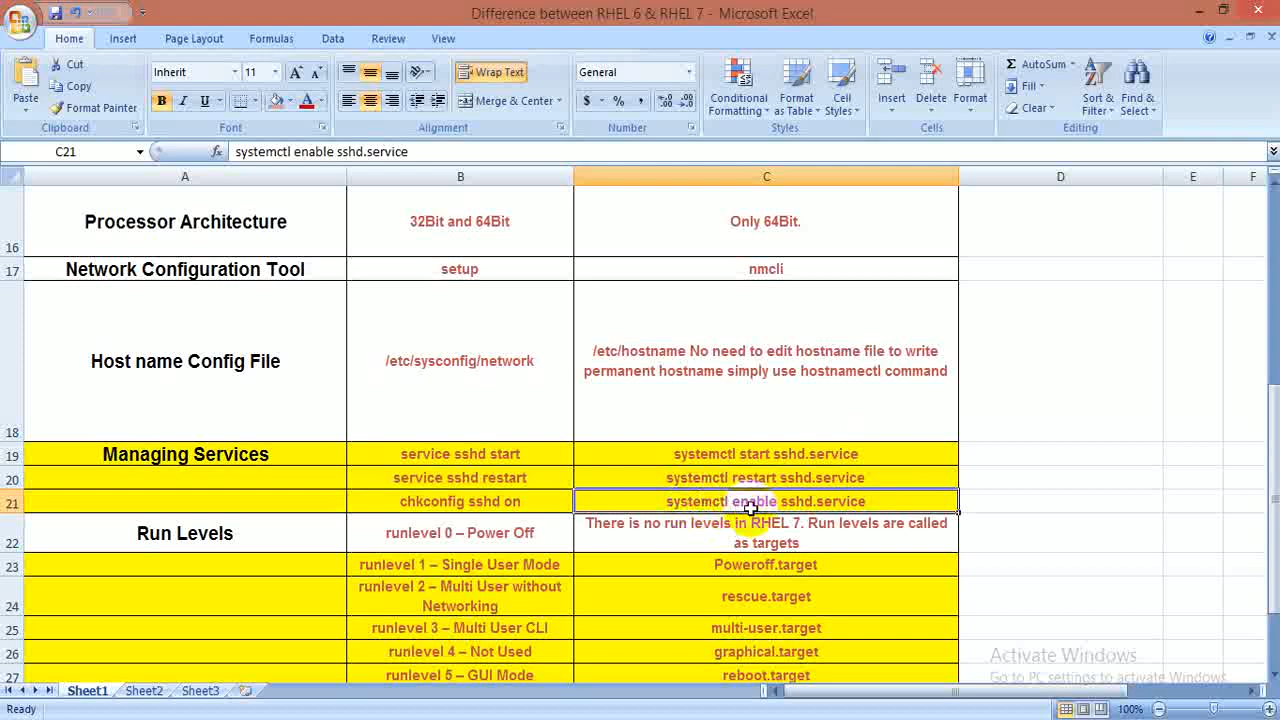 Difference between RHEL 6 & RHEL 7 - Microsoft Excel
Home Insert Page Layout Formulas Data Review View
Paste
Cut
Copy
Format Painter
Clipboard
Inherit 11
B I U
Font
Wrap Text
Merge & Center
Alignment
General
$ % ,
Number
Conditional Formatting
Format as Table
Cell Styles
Styles
Insert Delete Format
Cells
Σ AutoSum
Fill
Clear
Sort & Filter
Find & Select
Editing
C21 fx systemctl enable sshd.service
A B C D E F
16 Processor Architecture 32Bit and 64Bit Only 64Bit.
17 Network Configuration Tool setup nmcli
18 Host name Config File /etc/sysconfig/network /etc/hostname No need to edit hostname file to write
permanent hostname simply use hostnamectl command
19 Managing Services service sshd start systemctl start sshd.service
20 service sshd restart systemctl restart sshd.service
21 chkconfig sshd on systemctl enable sshd.service
22 Run Levels runlevel 0 – Power Off There is no run levels in RHEL 7. Run levels are called
as targets
23 runlevel 1 – Single User Mode Poweroff.target
24 runlevel 2 – Multi User without
Networking rescue.target
25 runlevel 3 – Multi User CLI multi-user.target
26 runlevel 4 – Not Used graphical.target
27 runlevel 5 – GUI Mode reboot.target
Activate Windows
Go to PC settings to activate Windows.
Sheet1 Sheet2 Sheet3
Ready 100%